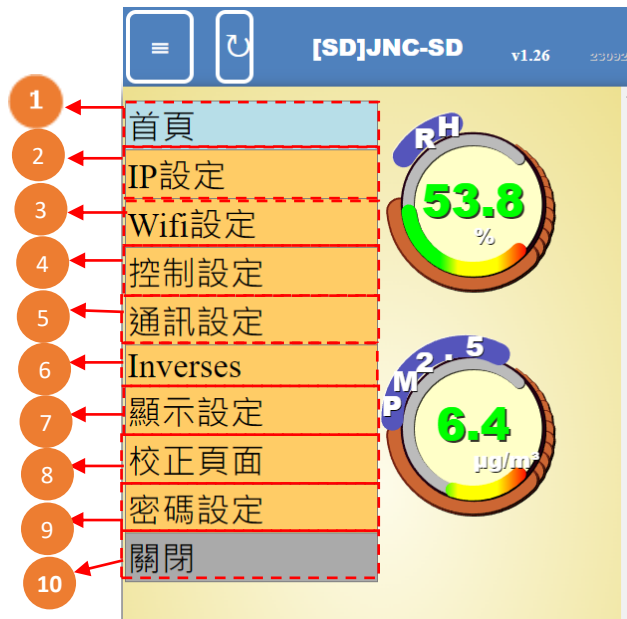 ≡ ↻ [SD]JNC-SD v1.26 23092
1 首頁
2 IP設定
3 Wifi設定
4 控制設定
5 通訊設定
6 Inverses
7 顯示設定
8 校正頁面
9 密碼設定
10 關閉
RH
53.8
%
PM2.5
6.4
μg/m³